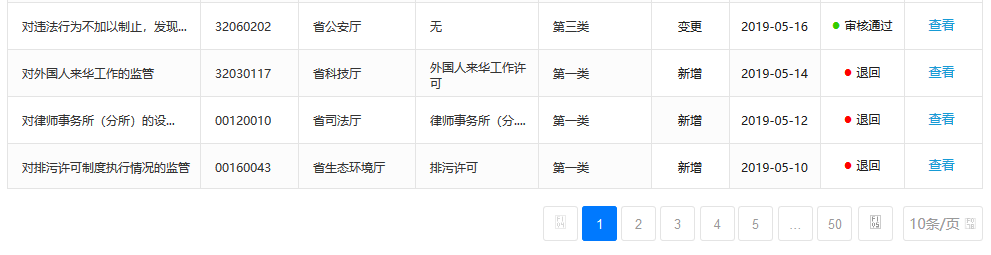 对违法行为不加以制止，发现... 32060202 省公安厅 无 第三类 变更 2019-05-16 审核通过 查看
对外国人来华工作的监管 32030117 省科技厅 外国人来华工作许可 第一类 新增 2019-05-14 退回 查看
对律师事务所（分所）的设... 00120010 省司法厅 律师事务所（分.... 第一类 新增 2019-05-12 退回 查看
对排污许可制度执行情况的监管 00160043 省生态环境厅 排污许可 第一类 新增 2019-05-10 退回 查看
1 2 3 4 5 ... 50 10条/页